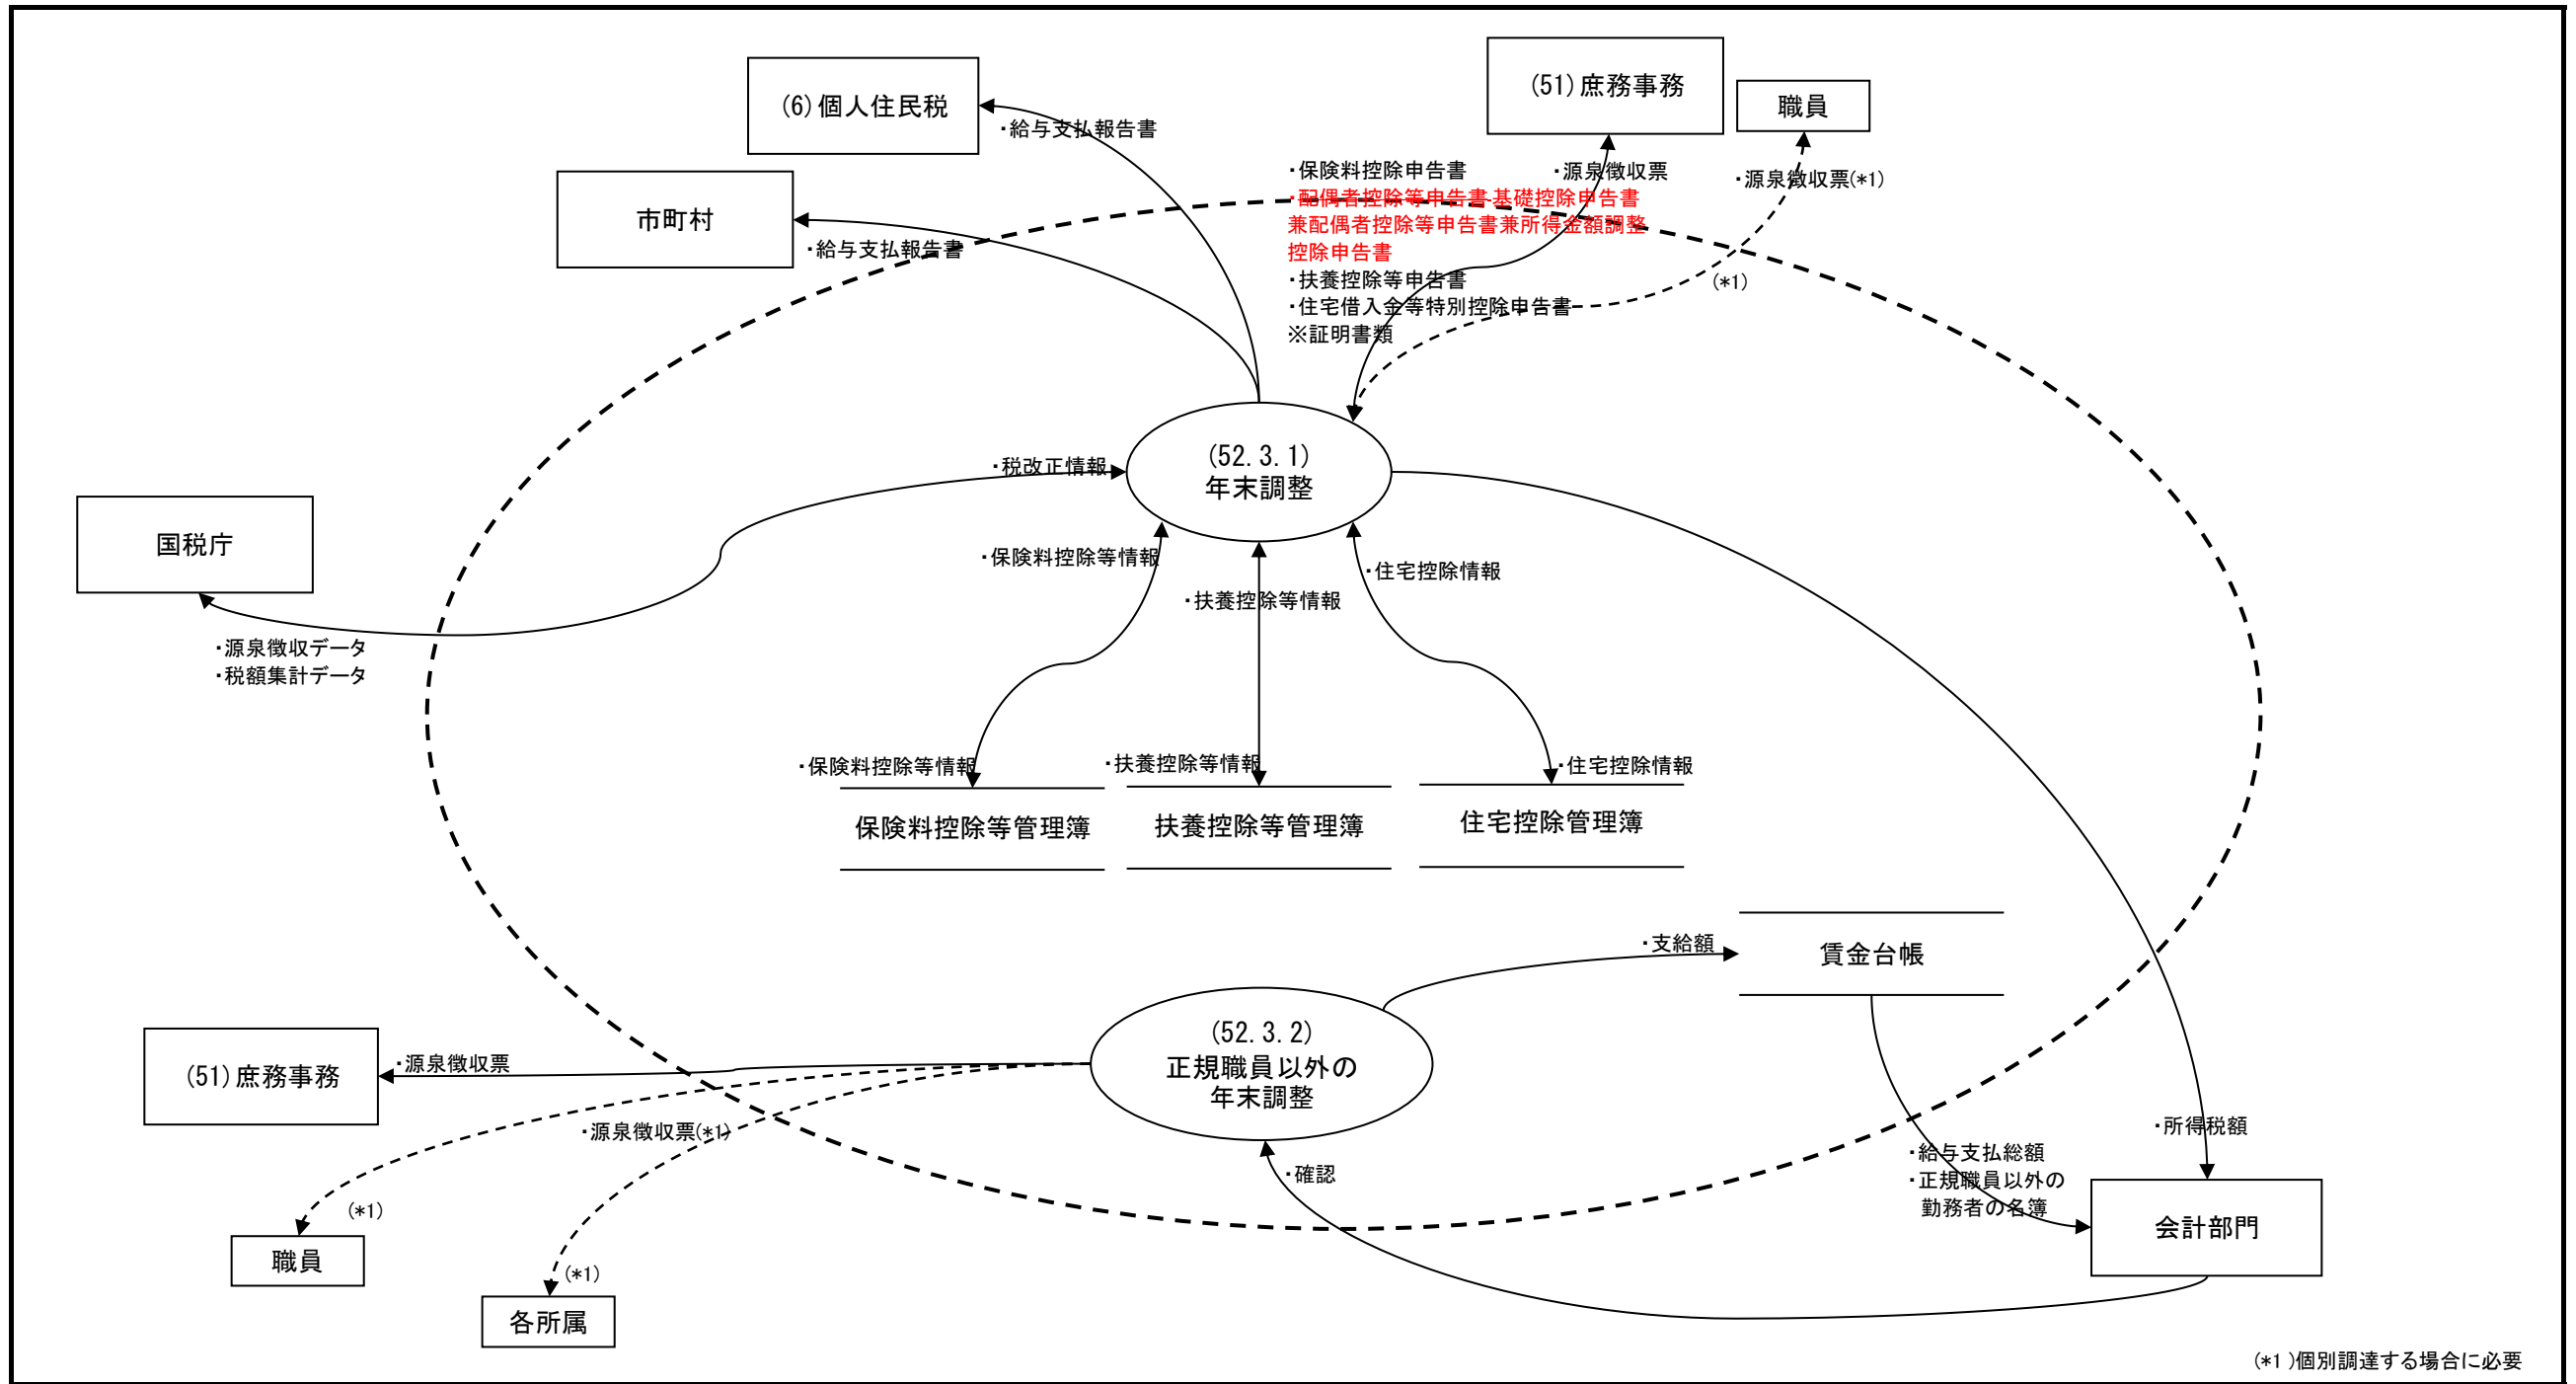 (51)庶務事務
(6)個人住民税
職員
・給与支払報告書
・保険料控除申告書
・源泉徴収票
・源泉徴収票(*1)
・配偶者控除等申告書 基礎控除申告書
兼配偶者控除等申告書兼所得金額調整
控除申告書
市町村
・給与支払報告書
・扶養控除等申告書
(*1)
・住宅借入金等特別控除申告書
※証明書類
(52.3.1)
年末調整
・税改正情報
国税庁
・保険料控除等情報
・住宅控除情報
・扶養控除等情報
・源泉徴収データ
・税額集計データ
・保険料控除等情報
・扶養控除等情報
・住宅控除情報
保険料控除等管理簿
扶養控除等管理簿
住宅控除管理簿
・支給額
賃金台帳
(52.3.2)
正規職員以外の
年末調整
・源泉徴収票
(51)庶務事務
・源泉徴収票(*1)
・所得税額
・給与支払総額
・正規職員以外の
勤務者の名簿
・確認
(*1)
会計部門
職員
(*1)
各所属
(*1 )個別調達する場合に必要